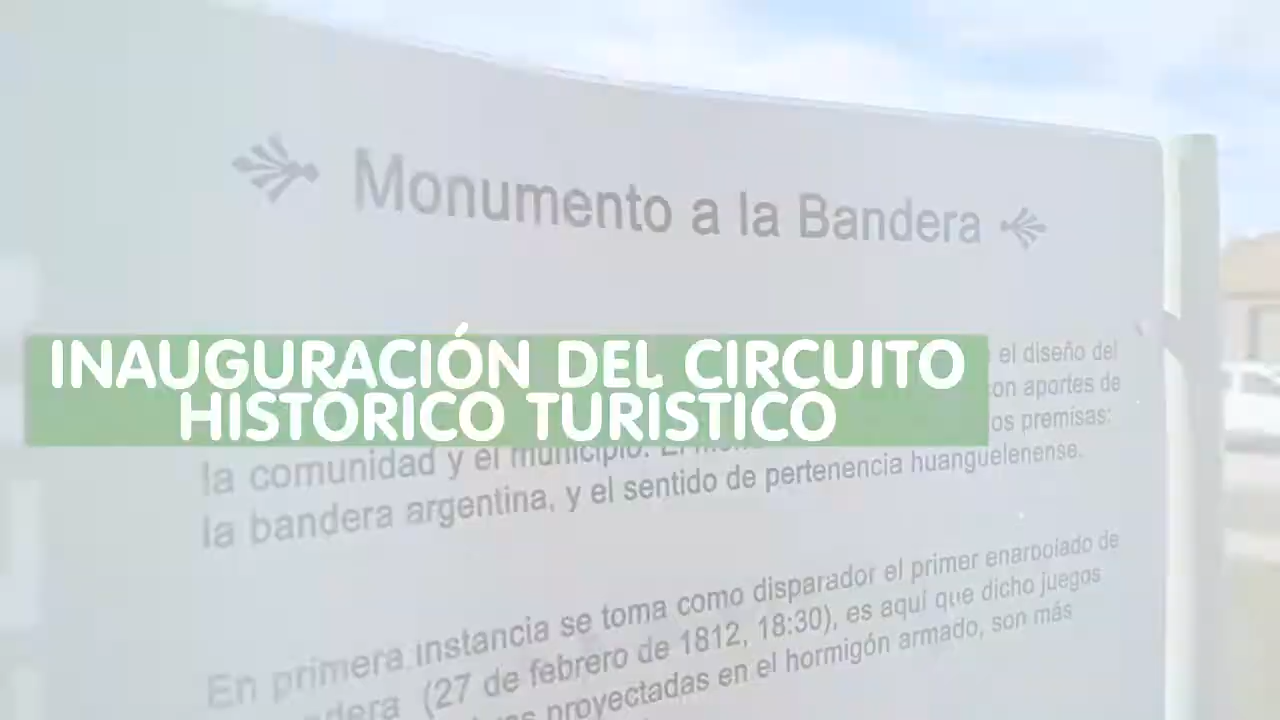 Monumento a la Bandera
INAUGURACIÓN DEL CIRCUITO
HISTÓRICO TURÍSTICO
el diseño del
con aportes de
premisas:
la comunidad y el municipio. El
la bandera argentina, y el sentido de pertenencia huanguelenense.
En primera instancia se toma como disparador el primer enarbolado de
(27 de febrero de 1812, 18:30), es aquí que dicho juegos
proyectadas en el hormigón armado, son más